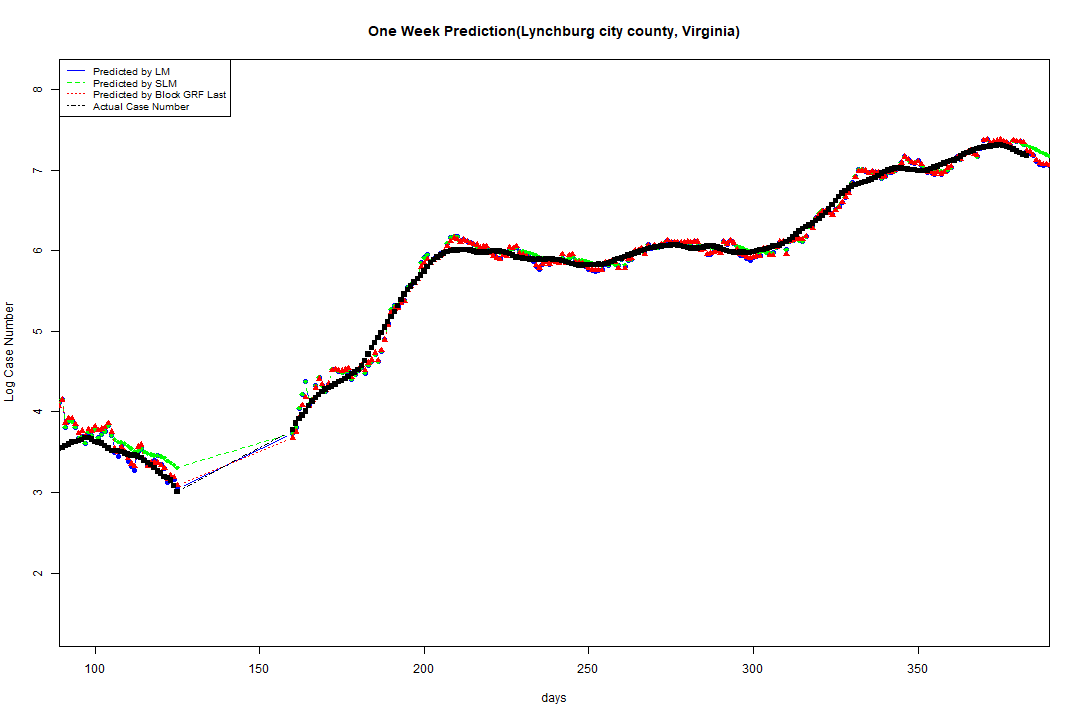 One Week Prediction(Lynchburg city county, Virginia)
Predicted by LM
Predicted by SLM
Predicted by Block GRF Last
Actual Case Number
8
7
6
5
4
3
2
Log Case Number
100 150 200 250 300 350
days